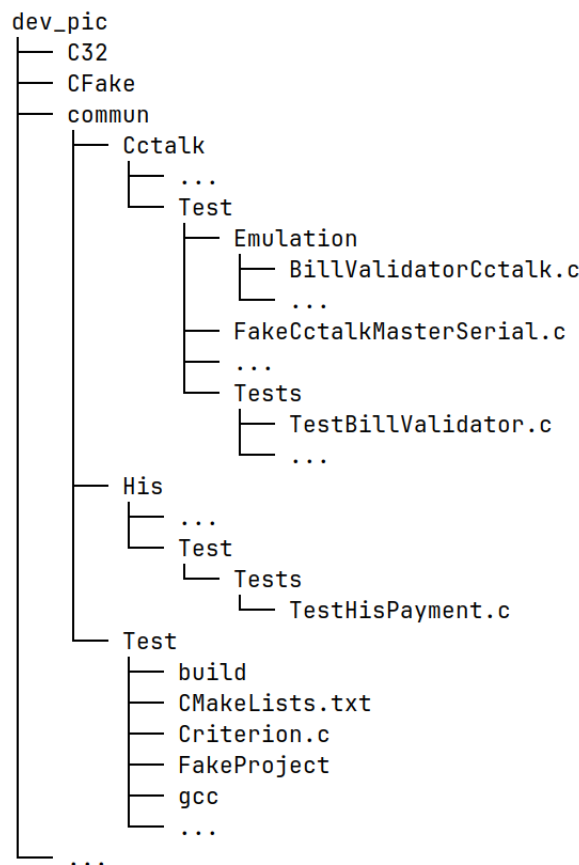 dev_pic
C32
CFake
commun
Cctalk
...
Test
Emulation
BillValidatorCctalk.c
...
FakeCctalkMasterSerial.c
...
Tests
TestBillValidator.c
...
His
...
Test
Tests
TestHisPayment.c
Test
build
CMakeLists.txt
Criterion.c
FakeProject
gcc
...
...